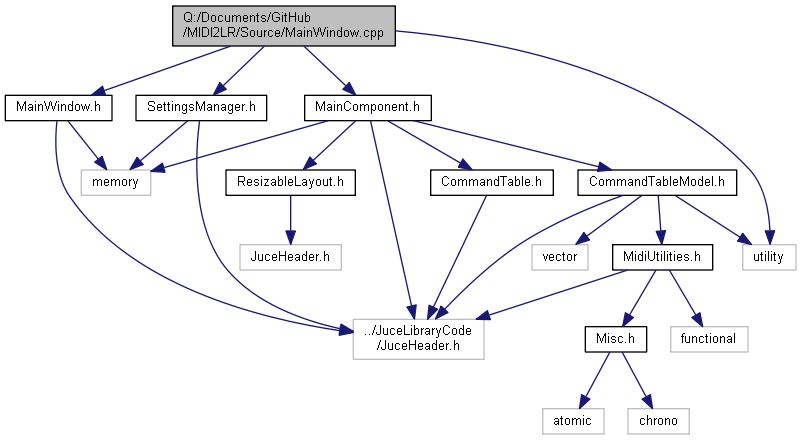 Q:/Documents/GitHub
/MIDI2LR/Source/MainWindow.cpp
MainWindow.h
SettingsManager.h
MainComponent.h
memory
ResizableLayout.h
CommandTable.h
CommandTableModel.h
JuceHeader.h
vector
MidiUtilities.h
utility
../JuceLibraryCode
/JuceHeader.h
Misc.h
functional
atomic
chrono